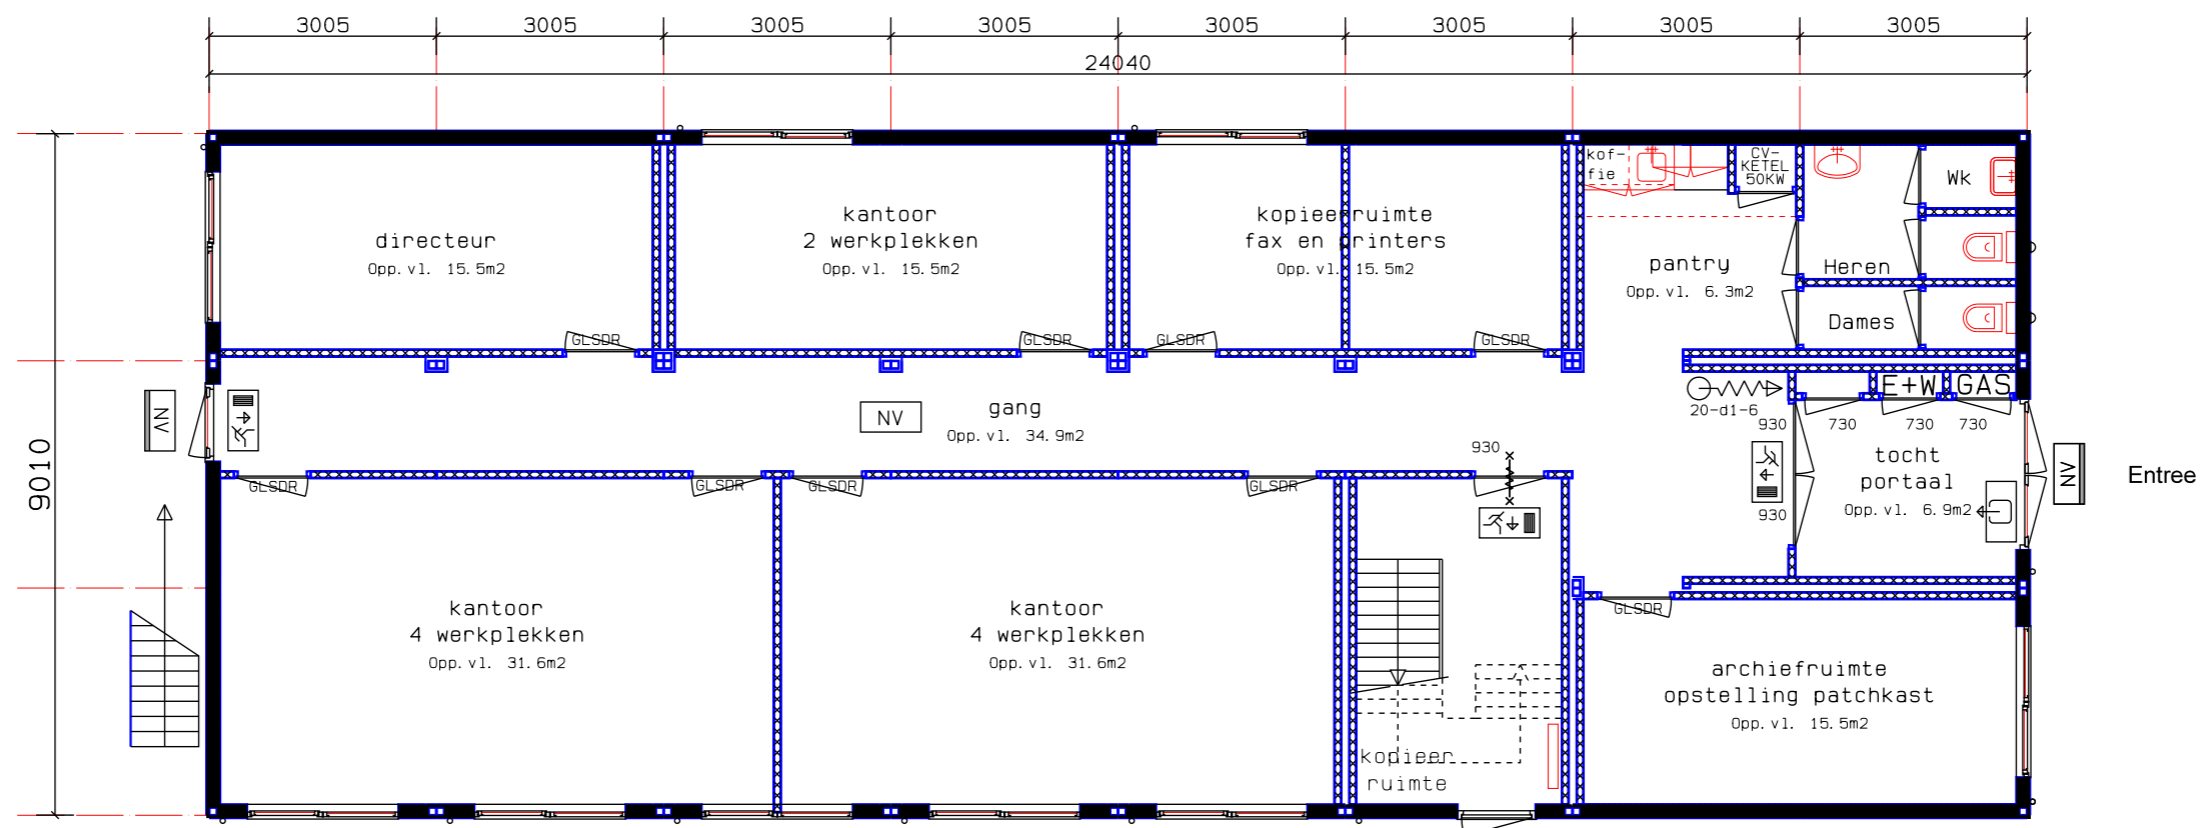 3005 3005 3005 3005 3005 3005 3005 3005
24040
9010
directeur
Opp.vl. 15.5m2
kantoor
2 werkplekken
Opp.vl. 15.5m2
kopieerruimte
fax en printers
Opp.vl. 15.5m2
kof-
fie
CV-
KETEL
50KW
pantry
Opp.vl. 6.3m2
Heren
Wk
Dames
GLSDR
GLSDR
GLSDR
GLSDR
NV
NV
gang
Opp.vl. 34.9m2
20-d1-6
E+W
GAS
930
730
730
730
930
930
tocht
portaal
Opp.vl. 6.9m2
NV
Entree
GLSDR
GLSDR
GLSDR
GLSDR
kantoor
4 werkplekken
Opp.vl. 31.6m2
kantoor
4 werkplekken
Opp.vl. 31.6m2
kopieer
ruimte
GLSDR
archiefruimte
opstelling patchkast
Opp.vl. 15.5m2